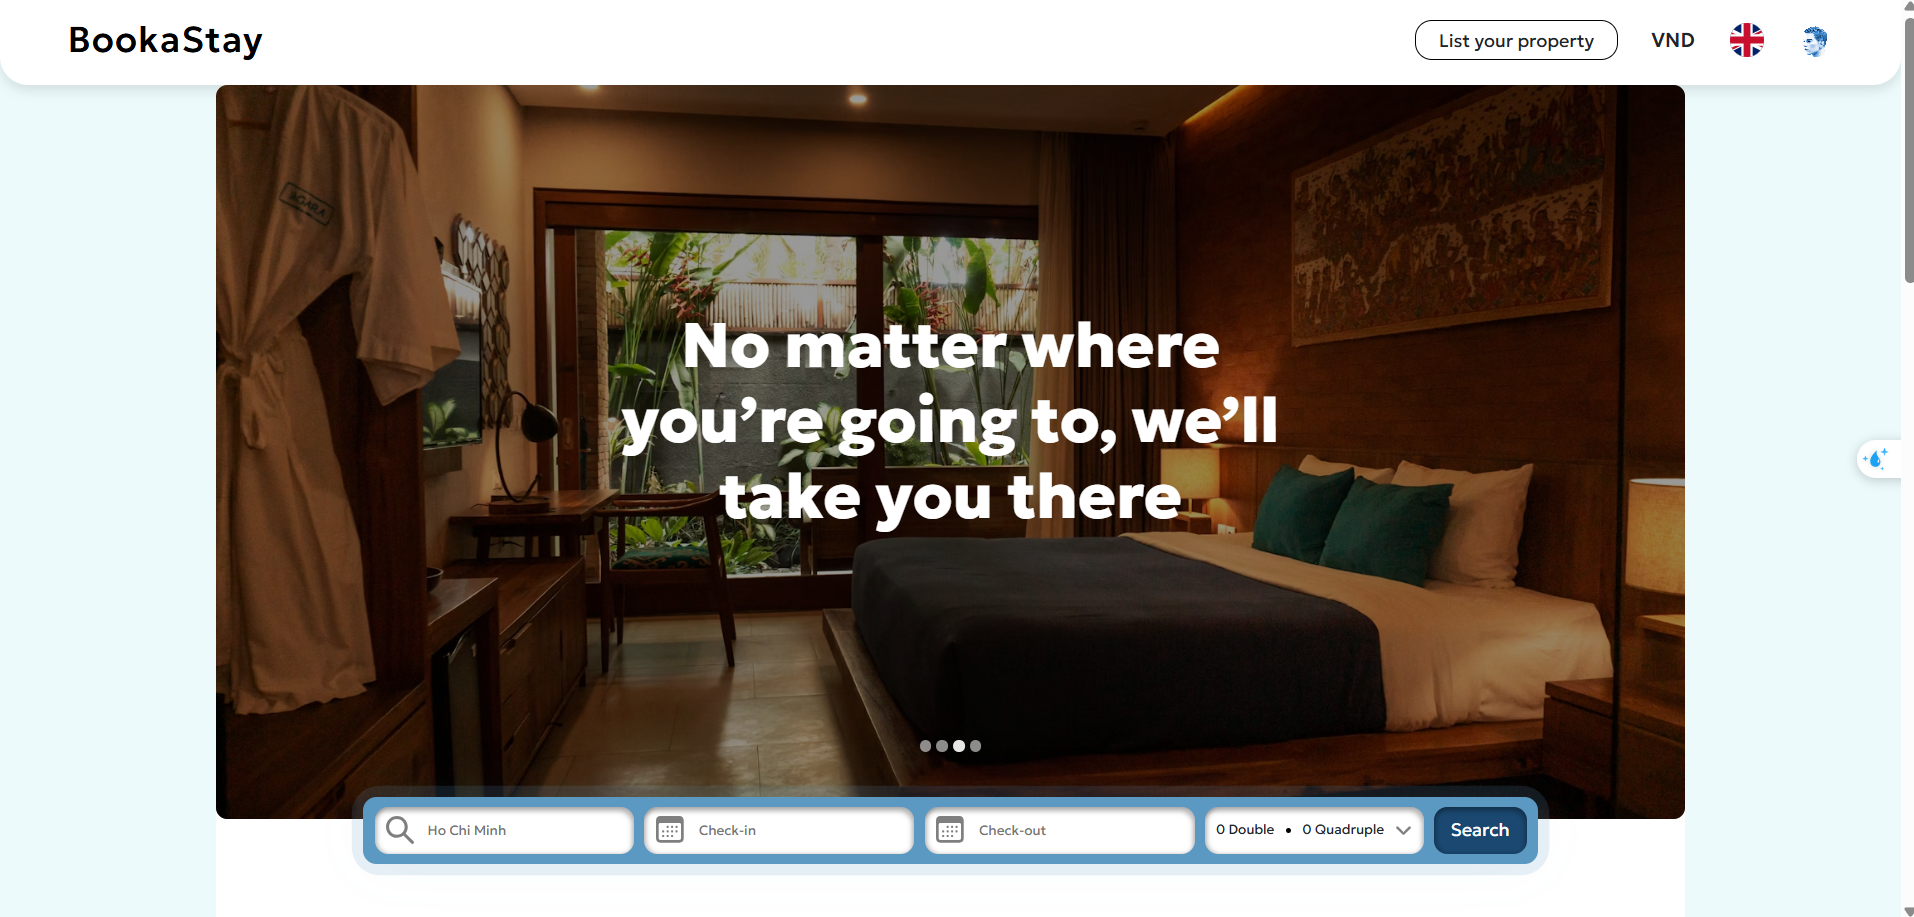 BookaStay
List your property
VND
No matter where
you’re going to, we’ll
take you there
Ho Chi Minh
Check-in
Check-out
0 Double • 0 Quadruple
Search